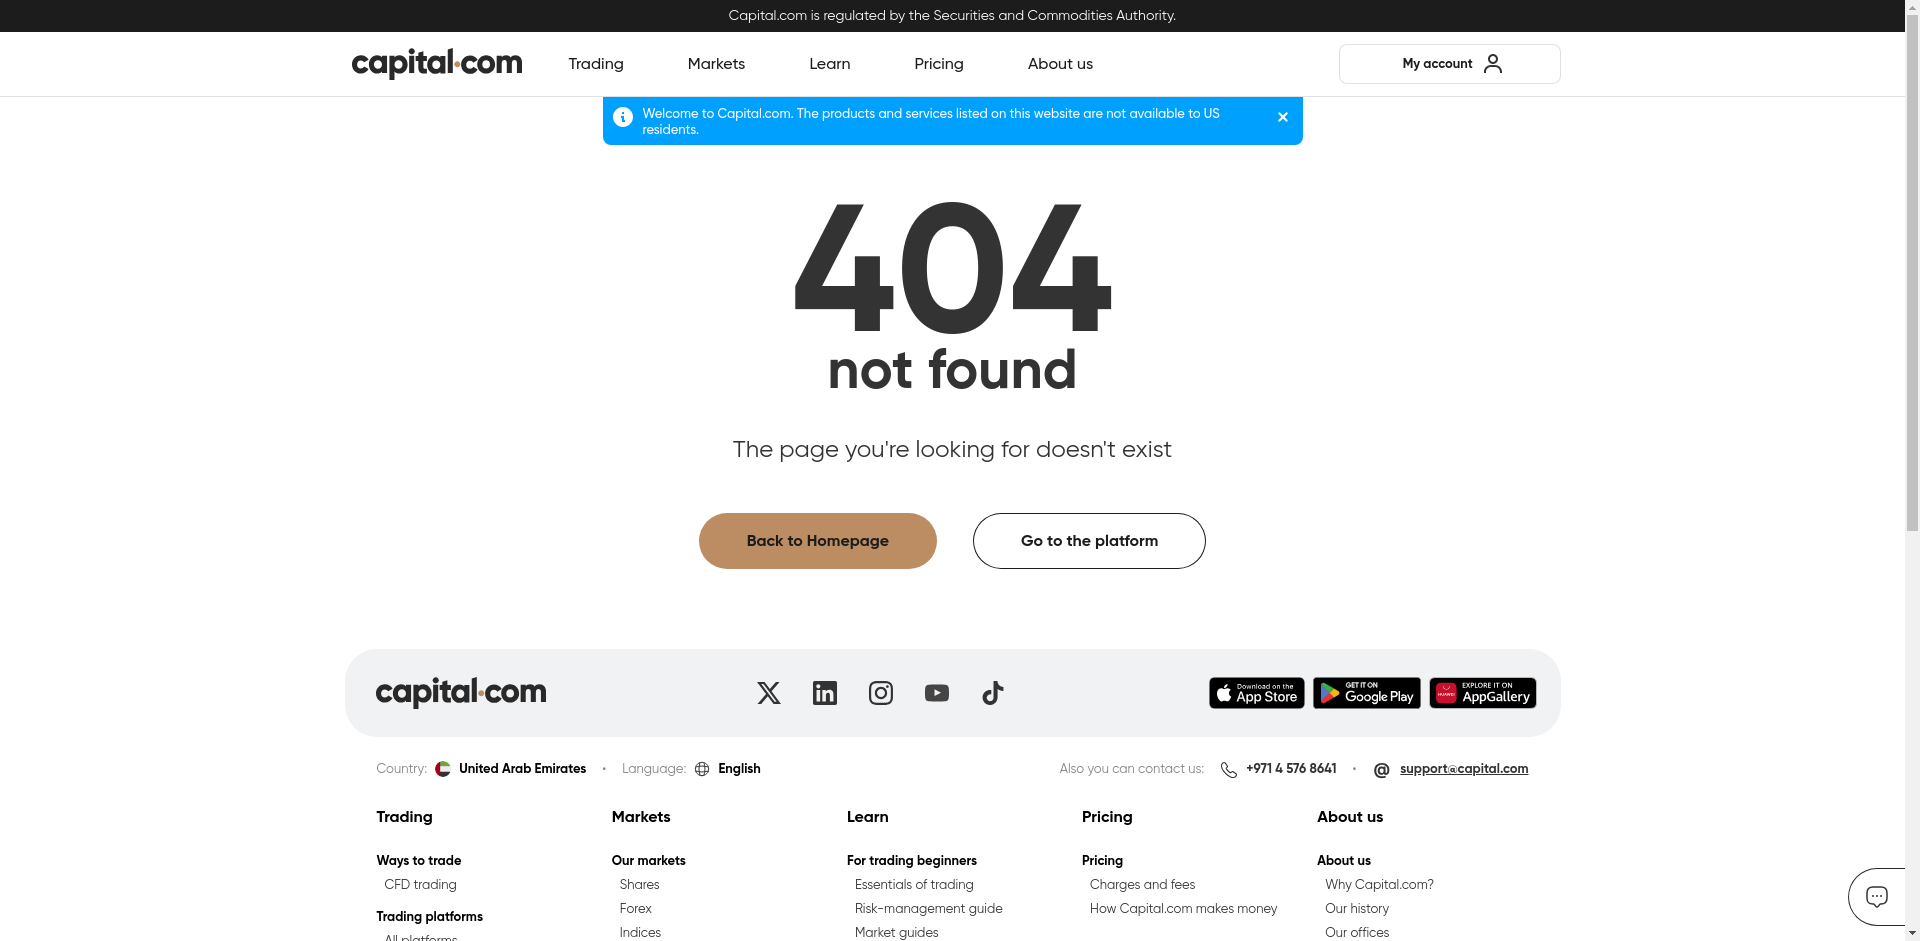 Capital.com is regulated by the Securities and Commodities Authority.
capital.com
Trading
Markets
Learn
Pricing
About us
My account
Welcome to Capital.com. The products and services listed on this website are not available to US
residents.
404
not found
The page you're looking for doesn't exist
Back to Homepage
Go to the platform
capital.com
Download on the
App Store
GET IT ON
Google Play
HUAWEI
EXPLORE IT ON
AppGallery
Country: United Arab Emirates • Language: English
Also you can contact us: +971 4 576 8641 • @ support@capital.com
Trading
Ways to trade
CFD trading
Trading platforms
All platforms
Markets
Our markets
Shares
Forex
Indices
Learn
For trading beginners
Essentials of trading
Risk-management guide
Market guides
Pricing
Pricing
Charges and fees
How Capital.com makes money
About us
About us
Why Capital.com?
Our history
Our offices